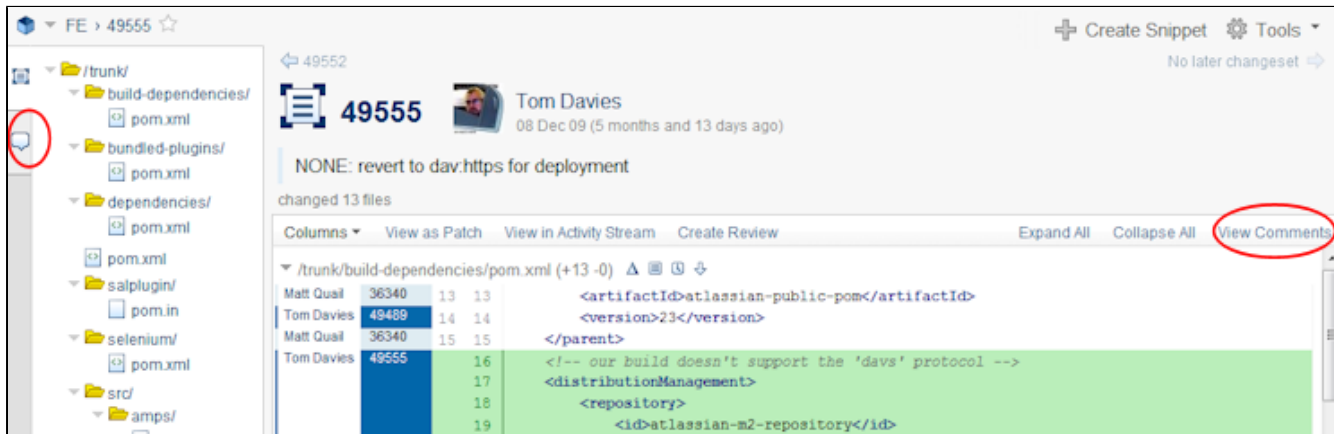 FE › 49555
Create Snippet Tools
49552
No later changeset
/trunk/
build-dependencies/
pom.xml
bundled-plugins/
pom.xml
dependencies/
pom.xml
pom.xml
salplugin/
pom.in
selenium/
pom.xml
src/
amps/
49555
Tom Davies
08 Dec 09 (5 months and 13 days ago)
NONE: revert to dav:https for deployment
changed 13 files
Columns View as Patch View in Activity Stream Create Review Expand All Collapse All View Comments
/trunk/build-dependencies/pom.xml (+13 -0)
Matt Quail 36340 13 13 <artifactId>atlassian-public-pom</artifactId>
Tom Davies 49489 14 14 <version>23</version>
Matt Quail 36340 15 15 </parent>
Tom Davies 49555 16 <!-- our build doesn't support the 'davs' protocol -->
17 <distributionManagement>
18 <repository>
19 <id>atlassian-m2-repository</id>